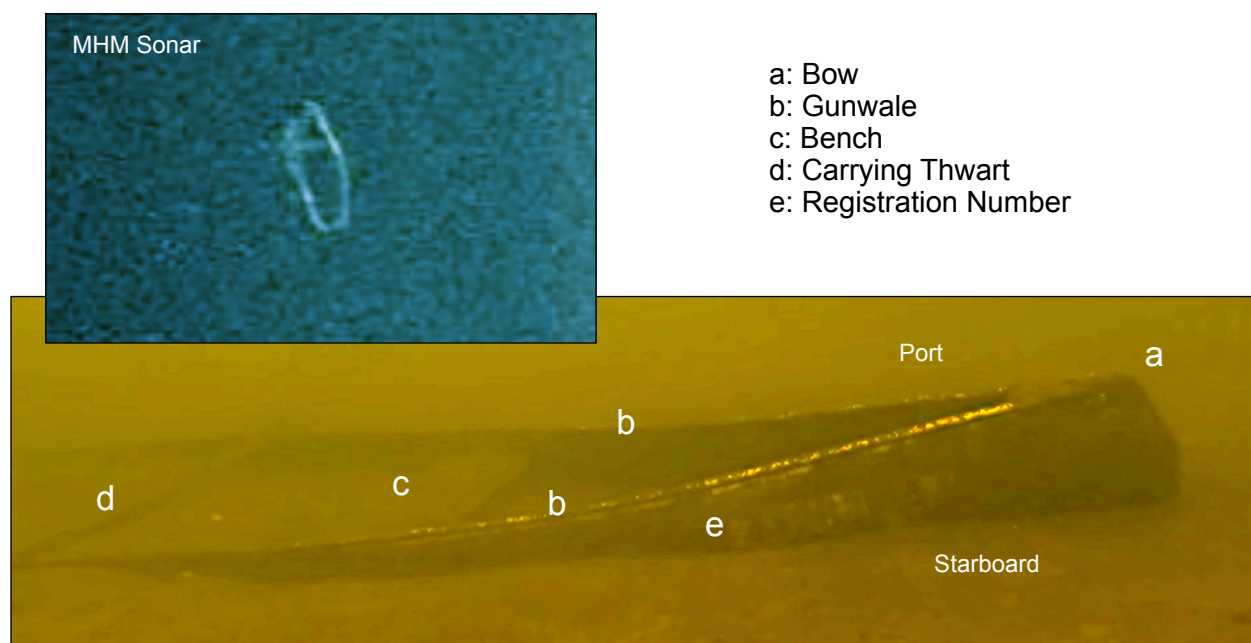 MHM Sonar
a: Bow
b: Gunwale
c: Bench
d: Carrying Thwart
e: Registration Number
Port
a
b
c
d
b
e
Starboard